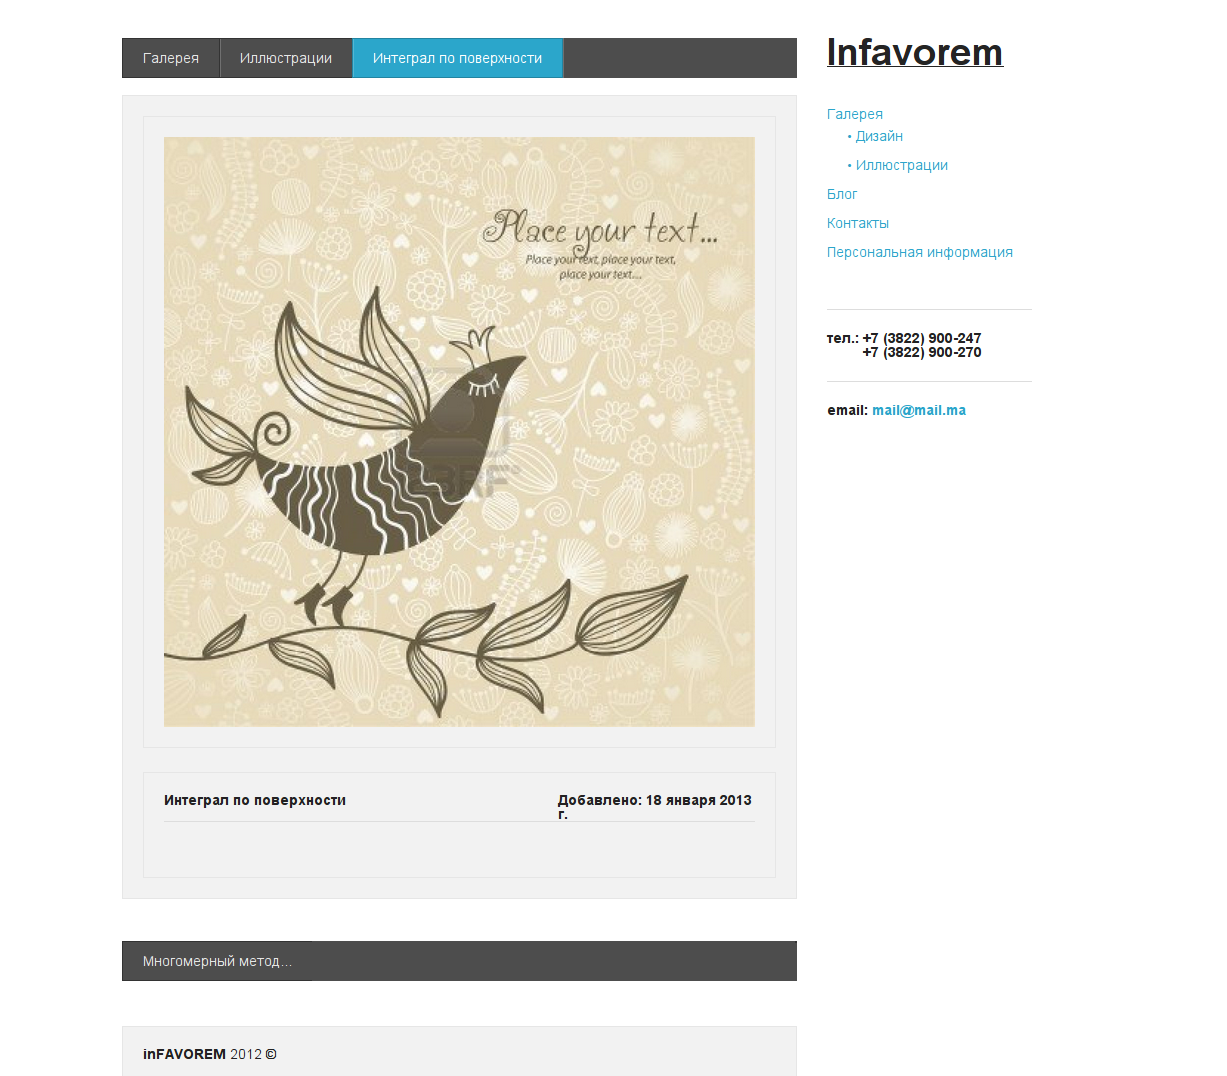 Галерея
Иллюстрации
Интеграл по поверхности
Infavorem
Галерея
• Дизайн
• Иллюстрации
Блог
Контакты
Персональная информация
тел.: +7 (3822) 900-247
+7 (3822) 900-270
email: mail@mail.ma
Place your text...
Place your text, place your text,
place your text...
123RF
Интеграл по поверхности
Добавлено: 18 января 2013
г.
Многомерный метод...
inFAVOREM 2012 ©